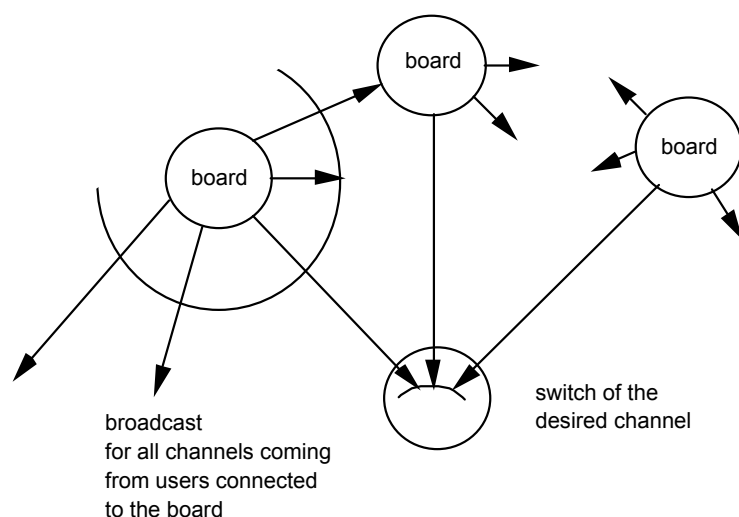 board
board
board
switch of the
desired channel
broadcast
for all channels coming
from users connected
to the board